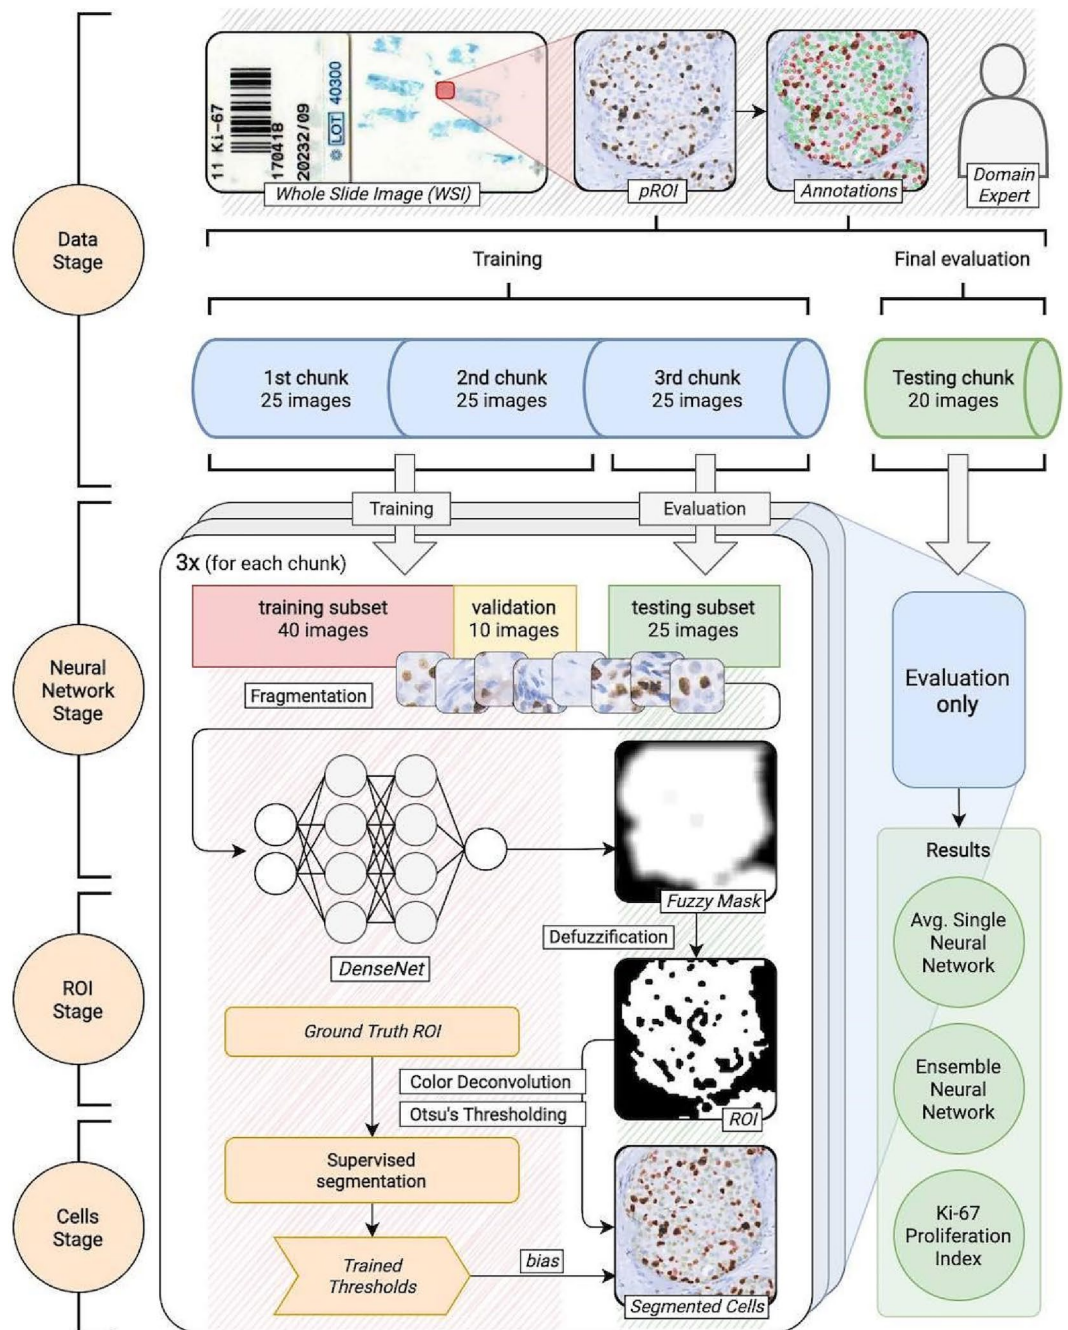 11 Ki-67
170418
20232/09
LOT 40300
Whole Slide Image (WSI)
pROI
Annotations
Domain
Expert
Data
Stage
Training
Final evaluation
1st chunk
25 images
2nd chunk
25 images
3rd chunk
25 images
Testing chunk
20 images
Training
Evaluation
3x (for each chunk)
training subset
40 images
validation
10 images
testing subset
25 images
Neural
Network
Stage
Fragmentation
Evaluation
only
Fuzzy Mask
Results
Defuzzification
DenseNet
Avg. Single
Neural
Network
ROI
Stage
Ground Truth ROI
Color Deconvolution
Otsu's Thresholding
ROI
Ensemble
Neural
Network
Supervised
segmentation
Cells
Stage
Trained
Thresholds
bias
Segmented Cells
Ki-67
Proliferation
Index